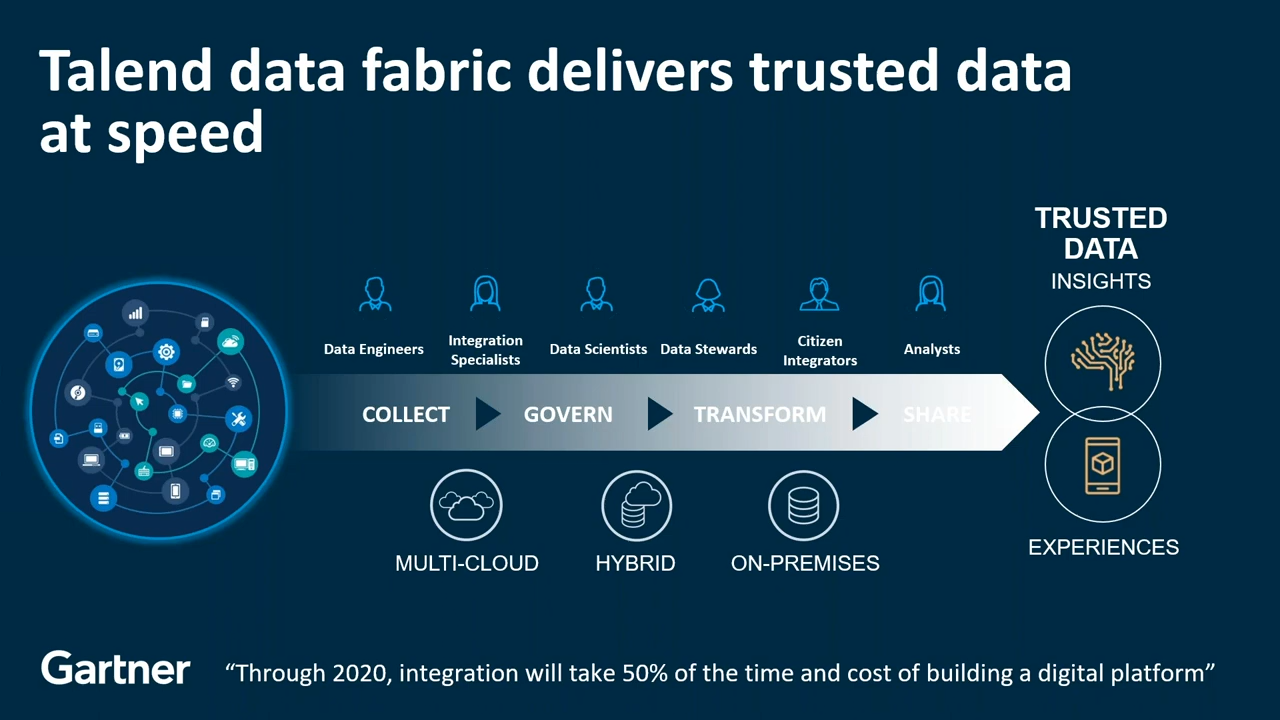 Talend data fabric delivers trusted data
at speed
TRUSTED
DATA
INSIGHTS
Data Engineers
Integration
Specialists
Data Scientists
Data Stewards
Citizen
Integrators
Analysts
COLLECT
GOVERN
TRANSFORM
SHARE
MULTI-CLOUD
HYBRID
ON-PREMISES
EXPERIENCES
Gartner
“Through 2020, integration will take 50% of the time and cost of building a digital platform”